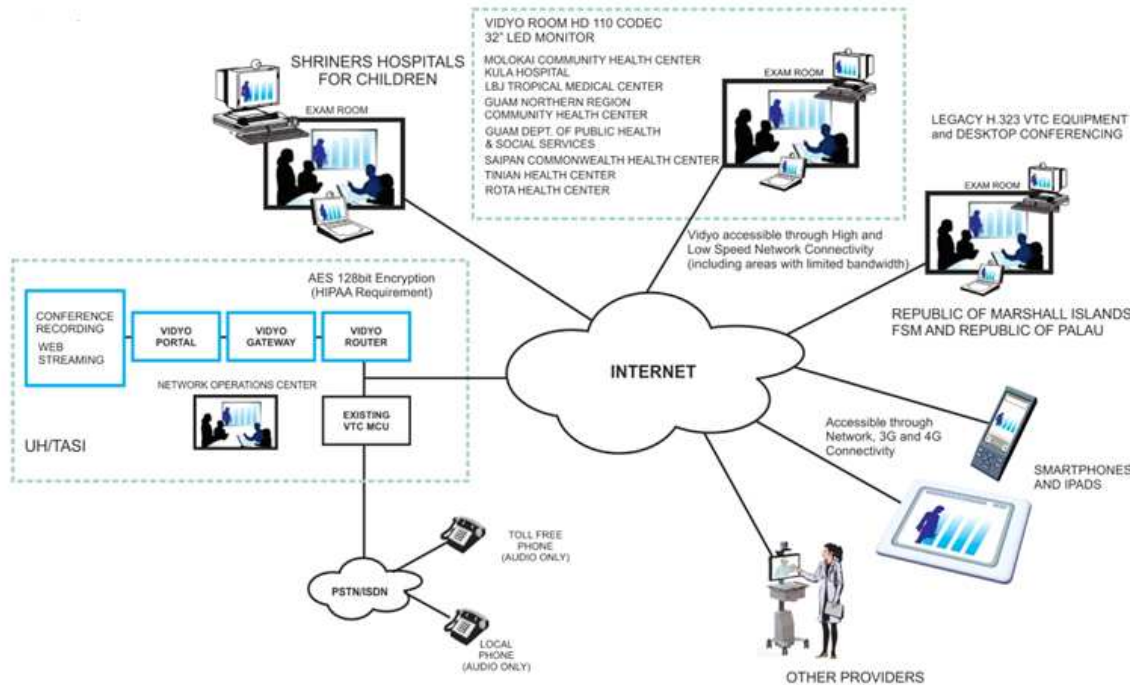 VIDYO ROOM HD 110 CODEC
32" LED MONITOR
MOLOKAI COMMUNITY HEALTH CENTER
KULA HOSPITAL
LBJ TROPICAL MEDICAL CENTER
GUAM NORTHERN REGION
COMMUNITY HEALTH CENTER
GUAM DEPT. OF PUBLIC HEALTH
& SOCIAL SERVICES
SAIPAN COMMONWEALTH HEALTH CENTER
TINIAN HEALTH CENTER
ROTA HEALTH CENTER
EXAM ROOM
SHRINERS HOSPITALS
FOR CHILDREN
EXAM ROOM
LEGACY H.323 VTC EQUIPMENT
and DESKTOP CONFERENCING
EXAM ROOM
REPUBLIC OF MARSHALL ISLANDS
FSM AND REPUBLIC OF PALAU
Vidyo accessible through High and
Low Speed Network Connectivity
(including areas with limited bandwidth)
AES 128bit Encryption
(HIPAA Requirement)
CONFERENCE
RECORDING
WEB
STREAMING
VIDYO
PORTAL
VIDYO
GATEWAY
VIDYO
ROUTER
NETWORK OPERATIONS CENTER
EXISTING
VTC MCU
UH/TASI
INTERNET
Accessible through
Network, 3G and 4G
Connectivity
SMARTPHONES
AND IPADS
TOLL FREE
PHONE
(AUDIO ONLY)
PSTN/ISDN
LOCAL
PHONE
(AUDIO ONLY)
OTHER PROVIDERS